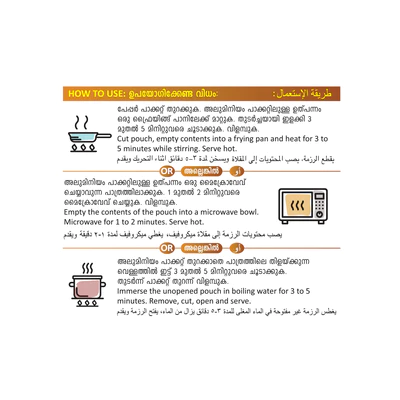 HOW TO USE: ഉപയോഗിക്കേണ്ട വിധം: طريقة الإستعمال:
പേപ്പർ പാക്കറ്റ് തുറക്കുക. അലുമിനിയം പാക്കറ്റിലുള്ള ഉത്പന്നം
ഒരു ഫ്രൈയിങ്ങ് പാനിലേക്ക് മാറ്റുക. തുടർച്ചയായി ഇളക്കി 3
മുതൽ 5 മിനിറ്റുവരെ ചൂടാക്കുക. വിളമ്പുക.
Cut pouch, empty contents into a frying pan and heat for 3 to
5 minutes while stirring. Serve hot.
يقطع الرزمة، يصب المحتويات إلى المقلاة ويسخن لمدة ٣-٥ دقائق اثناء التحريك ويقدم
OR അല്ലെങ്കിൽ أو
അലുമിനിയം പാക്കറ്റിലുള്ള ഉത്പന്നം ഒരു മൈക്രോവേവ്
ചെയ്യാവുന്ന പാത്രത്തിലാക്കുക. 1 മുതൽ 2 മിനിറ്റുവരെ
മൈക്രോവേവ് ചെയ്യുക. വിളമ്പുക.
Empty the contents of the pouch into a microwave bowl.
Microwave for 1 to 2 minutes. Serve hot.
يصب محتويات الرزمة إلى مقلاة ميكروفيف، يغطي ميكروفيف لمدة ١-٢ دقيقة ويقدم
OR അല്ലെങ്കിൽ أو
അലുമിനിയം പാക്കറ്റ് തുറക്കാതെ പാത്രത്തിലെ തിളയ്ക്കുന്ന
വെള്ളത്തിൽ ഇട്ട് 3 മുതൽ 5 മിനിറ്റുവരെ ചൂടാക്കുക.
തുടർന്ന് പാക്കറ്റ് തുറന്ന് വിളമ്പുക.
Immerse the unopened pouch in boiling water for 3 to 5
minutes. Remove, cut, open and serve.
يغطس الرزمة غير مفتوحة في الماء المغلى للمدة ٣-٥ دقائق يزال من الماء، يفتح الرزمة ويقدم